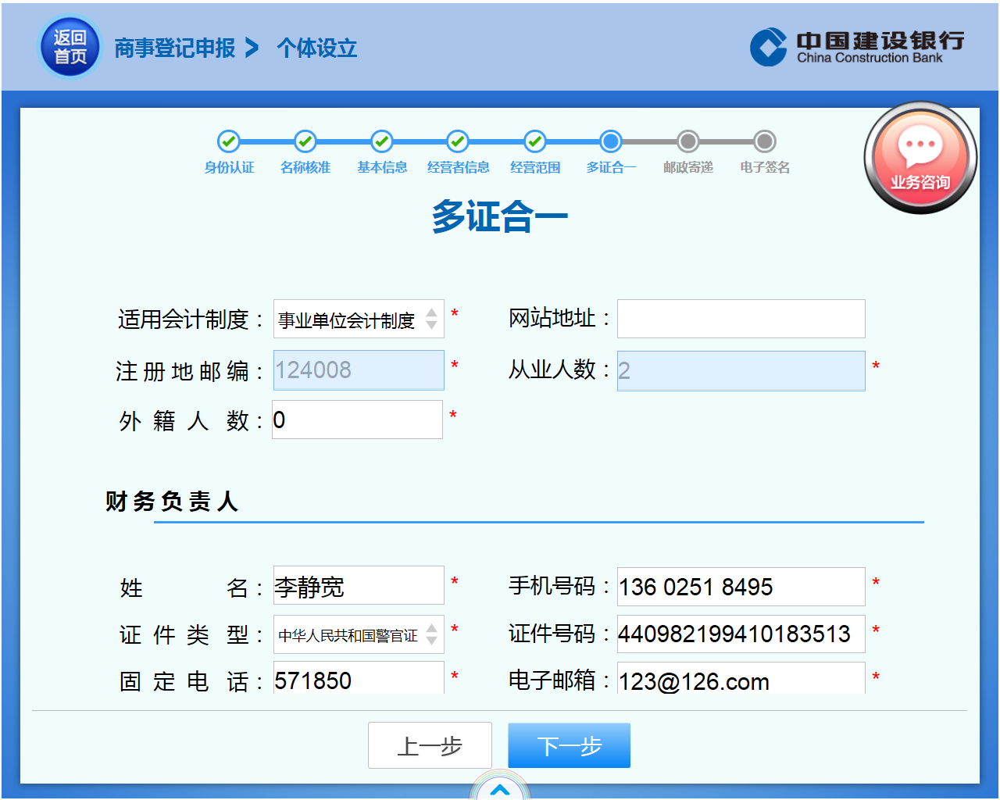 返回
首页
商事登记申报 个体设立
中国建设银行
China Construction Bank
身份认证 名称核准 基本信息 经营者信息 经营范围 多证合一 邮政寄递 电子签名
业务咨询
多证合一
适用会计制度： 事业单位会计制度 * 网站地址：
注册地邮编： 124008 * 从业人数： 2 *
外籍人数： 0 *
财务负责人
姓名： 李静宽 * 手机号码： 136 0251 8495 *
证件类型： 中华人民共和国警官证 * 证件号码： 440982199410183513 *
固定电话： 571850 * 电子邮箱： 123@126.com *
上一步 下一步